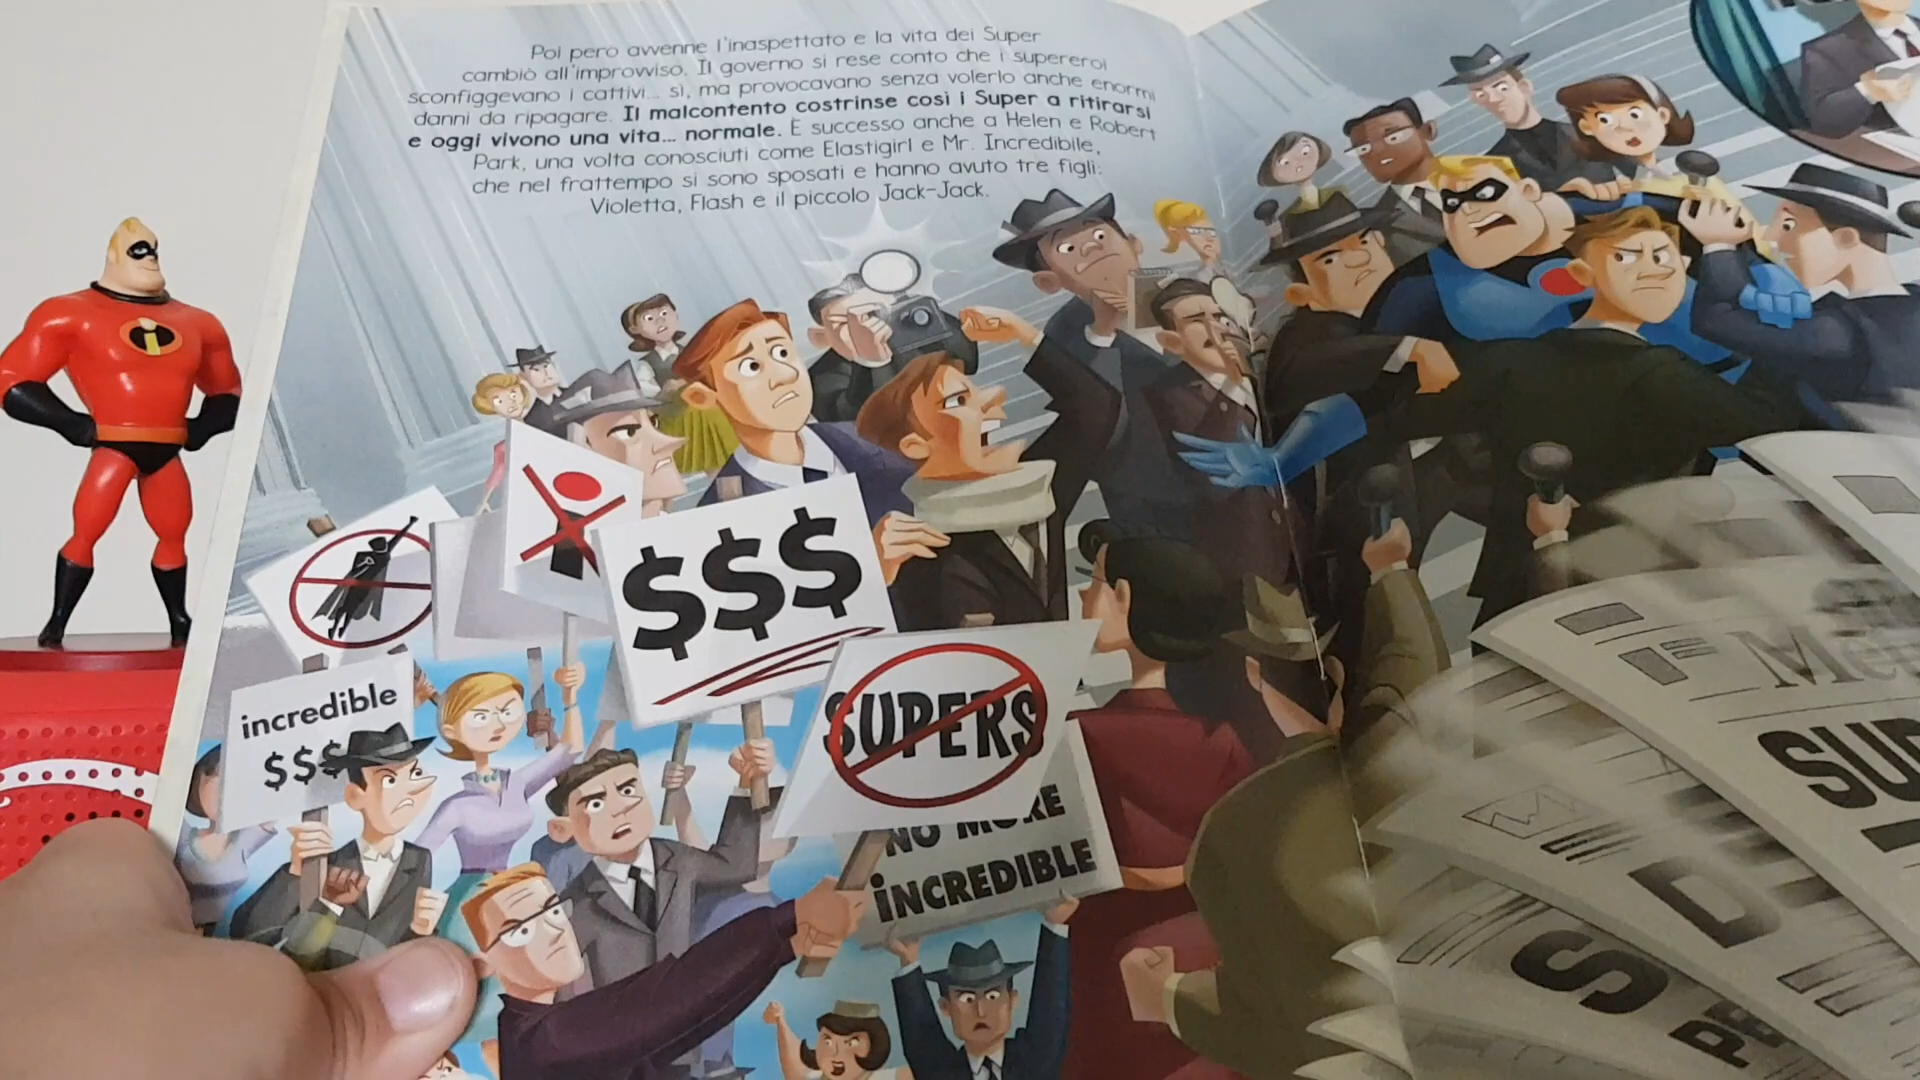 Poi però avvenne l'inaspettato e la vita dei Super
cambiò all'improvviso. Il governo si rese conto che i supereroi
sconfiggevano i cattivi... sì, ma provocavano senza volerlo anche enormi
danni da ripagare. Il malcontento costrinse così i Super a ritirarsi
e oggi vivono una vita... normale. È successo anche a Helen e Robert
Park, una volta conosciuti come Elastigirl e Mr. Incredibile,
che nel frattempo si sono sposati e hanno avuto tre figli:
Violetta, Flash e il piccolo Jack-Jack.
$$$
incredible
$$$
SUPERS
NO MORE
iNCREDIBLE